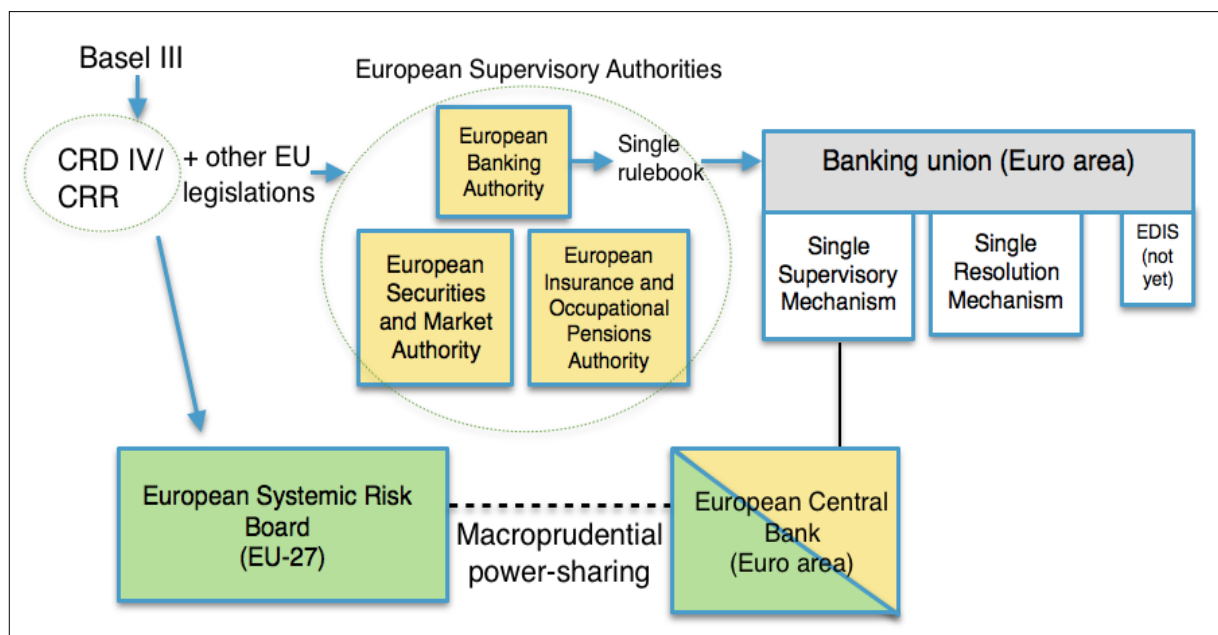 Basel III
CRD IV/
CRR
+ other EU
legislations
European Supervisory Authorities
European
Banking
Authority
Single
rulebook
European
Securities
and Market
Authority
European
Insurance and
Occupational
Pensions
Authority
Banking union (Euro area)
Single
Supervisory
Mechanism
Single
Resolution
Mechanism
EDIS
(not
yet)
European Systemic Risk
Board
(EU-27)
Macroprudential
power-sharing
European Central
Bank
(Euro area)